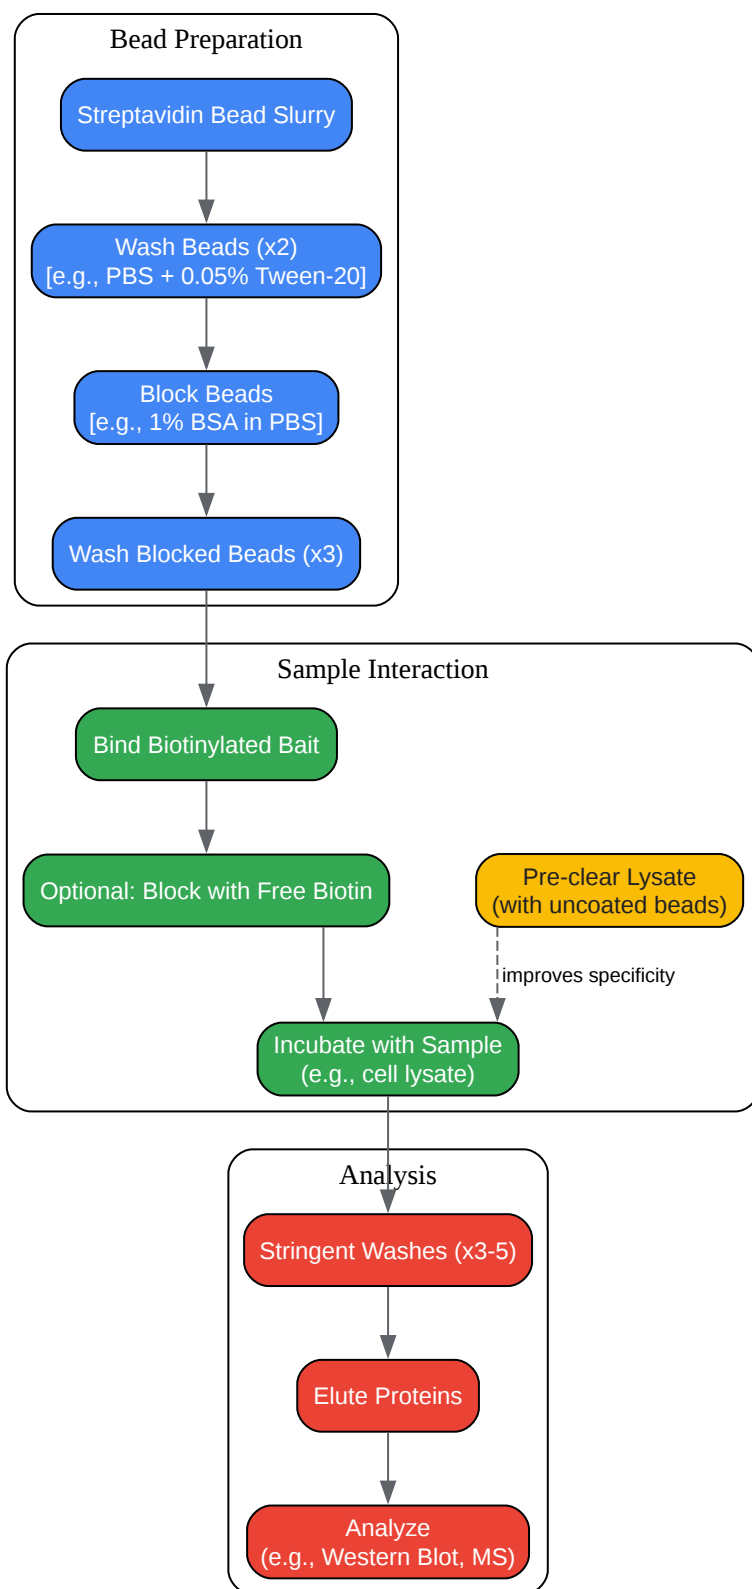 Bead Preparation
Streptavidin Bead Slurry
Wash Beads (x2)
[e.g., PBS + 0.05% Tween-20]
Block Beads
[e.g., 1% BSA in PBS]
Wash Blocked Beads (x3)
Sample Interaction
Bind Biotinylated Bait
Optional: Block with Free Biotin
Pre-clear Lysate
(with uncoated beads)
improves specificity
Incubate with Sample
(e.g., cell lysate)
Analysis
Stringent Washes (x3-5)
Elute Proteins
Analyze
(e.g., Western Blot, MS)